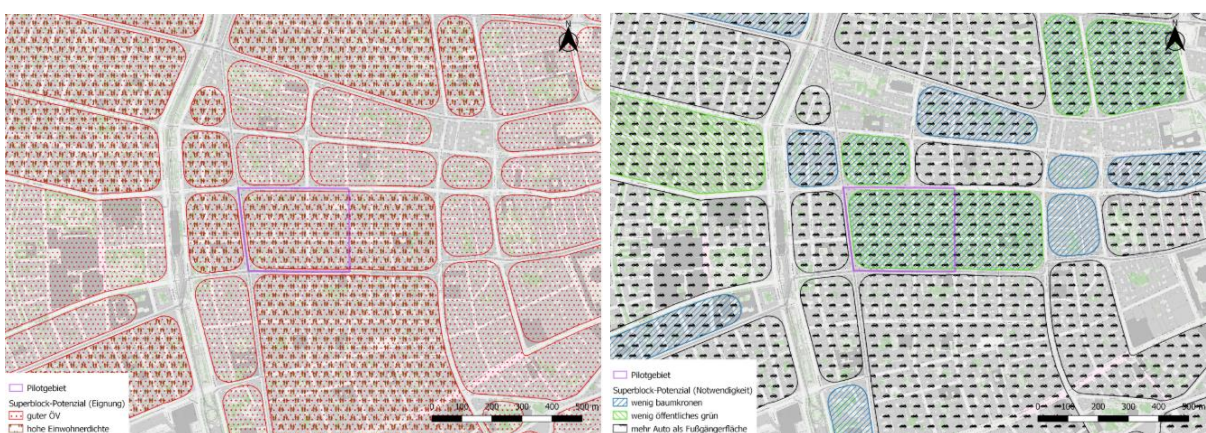 N
Pilotgebiet
Superblock-Potenzial (Eignung)
guter ÖV
hohe Einwohnerdichte
0 100 200 300 400 500 m
N
Pilotgebiet
Superblock-Potenzial (Notwendigkeit)
wenig baumkronen
wenig öffentliches grün
mehr Auto als Fußgängerfläche
0 100 200 300 400 500 m